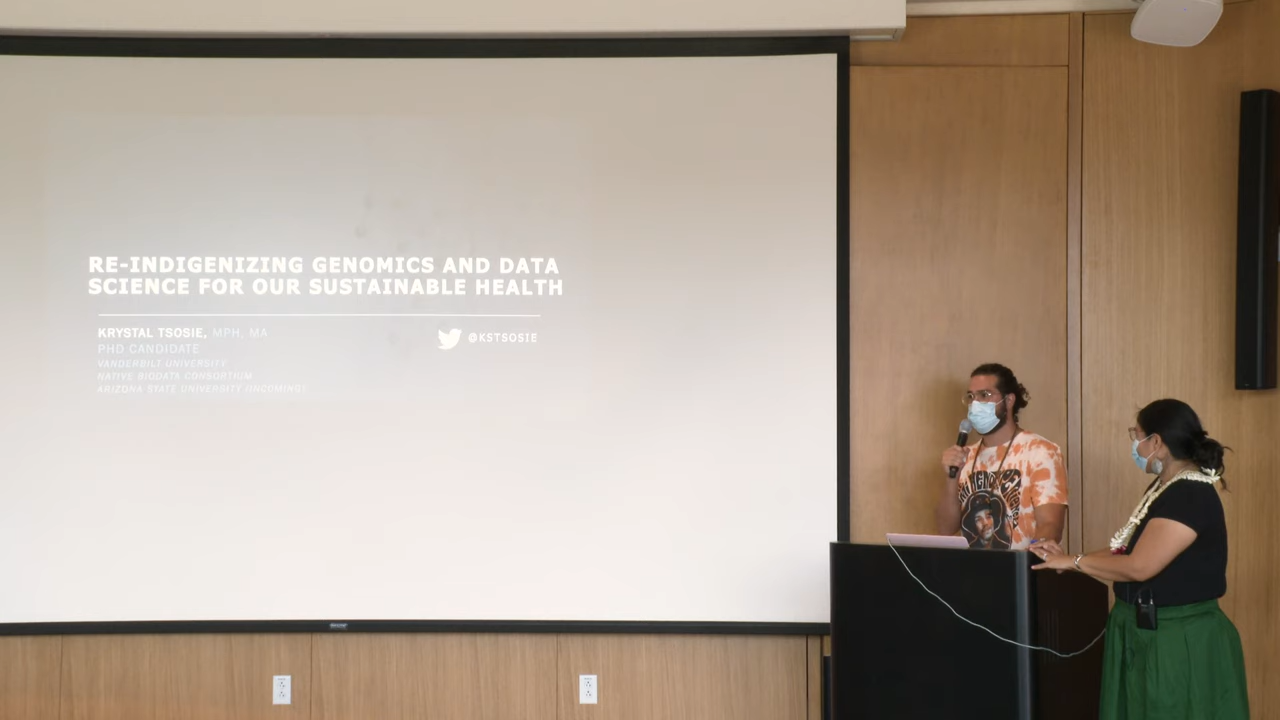 RE-INDIGENIZING GENOMICS AND DATA
SCIENCE FOR OUR SUSTAINABLE HEALTH
KRYSTAL TSOSIE, MPH, MA
PHD CANDIDATE
VANDERBILT UNIVERSITY
NATIVE BIODATA CONSORTIUM
ARIZONA STATE UNIVERSITY (INCOMING)
@KSTSOSIE